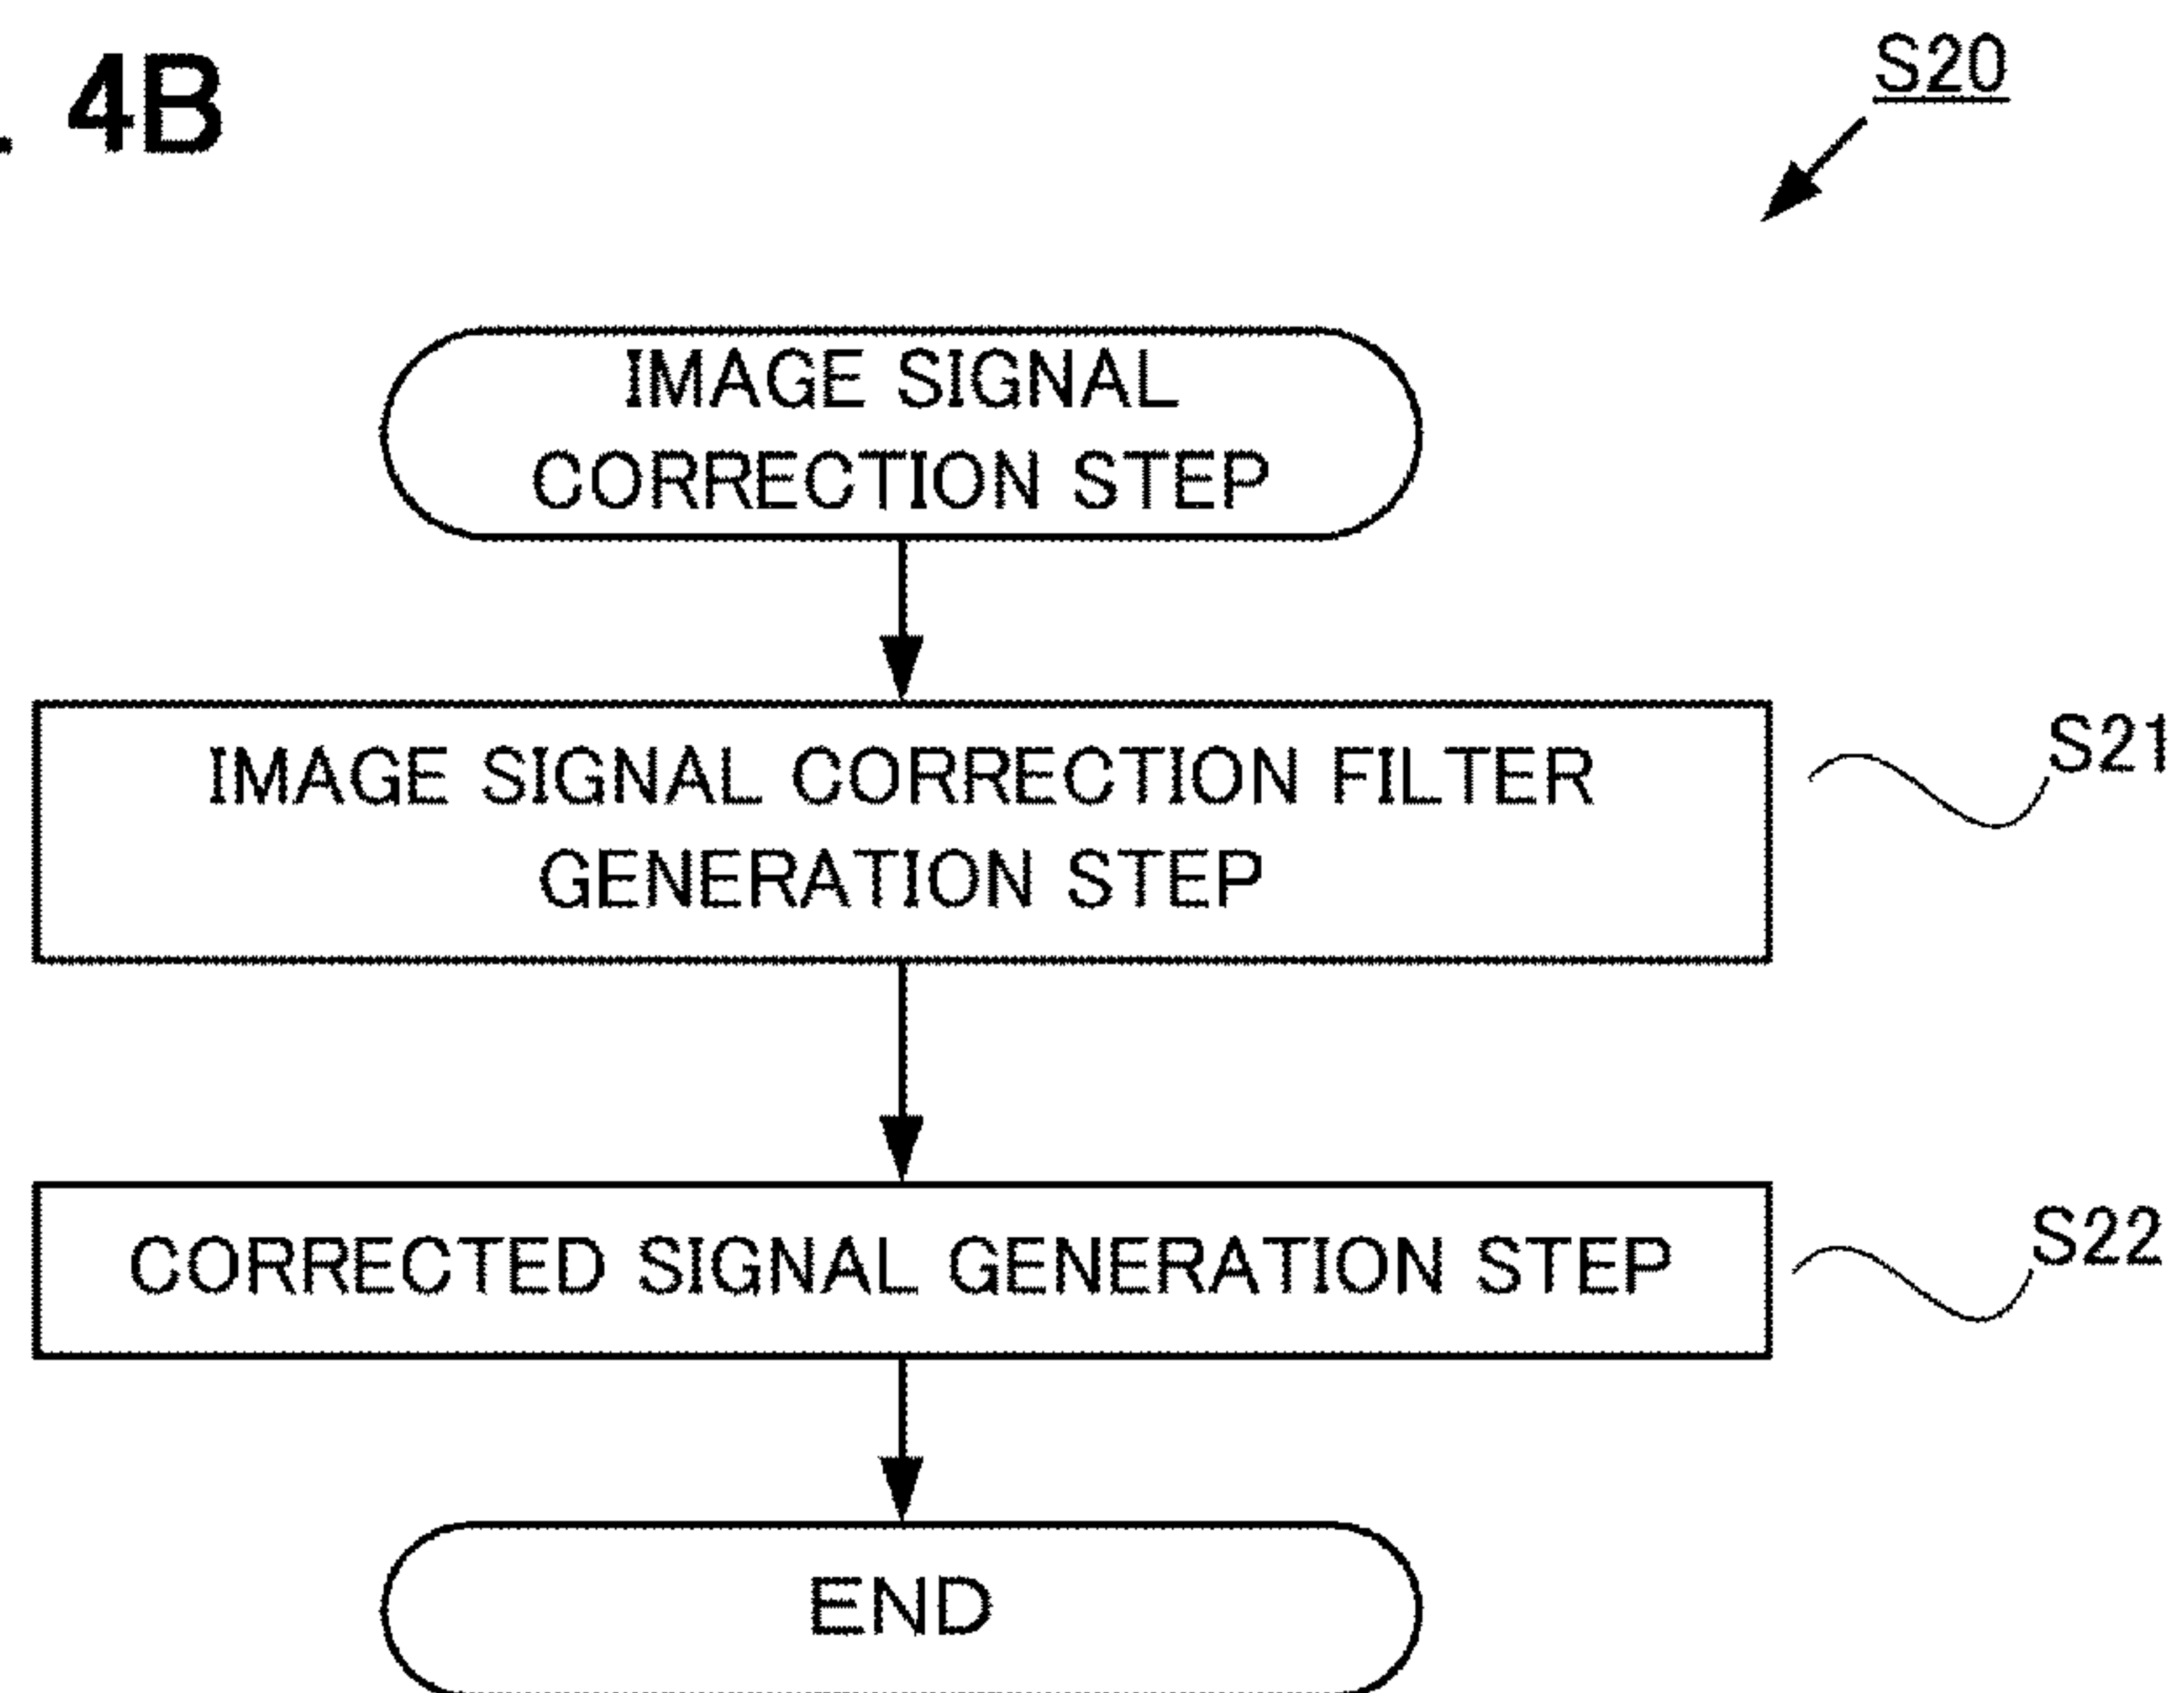 . 4B
S20
IMAGE SIGNAL
CORRECTION STEP
IMAGE SIGNAL CORRECTION FILTER
GENERATION STEP
S21
CORRECTED SIGNAL GENERATION STEP
S22
END